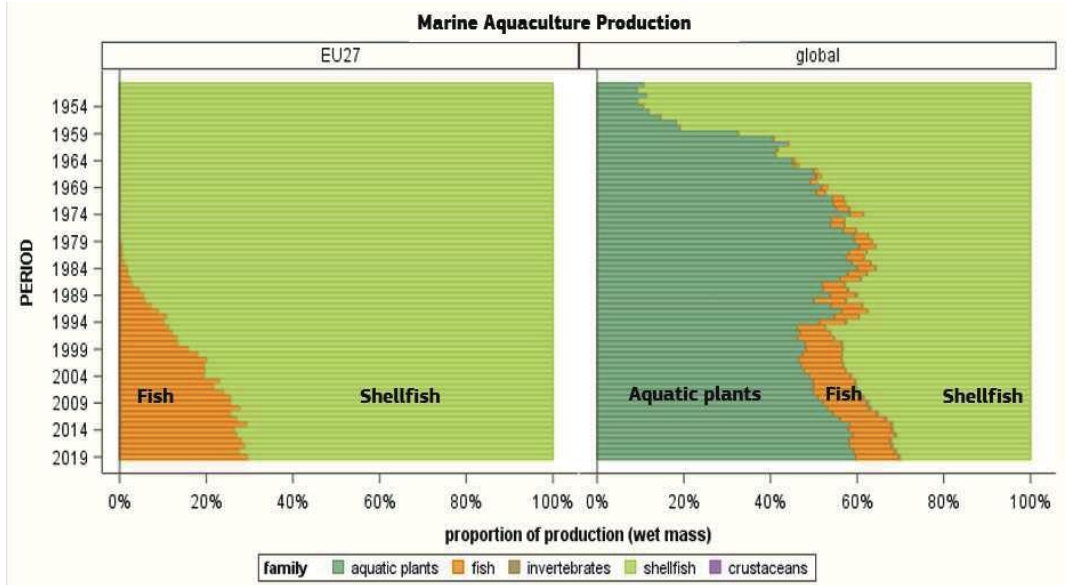 Marine Aquaculture Production
EU27 global
PERIOD
1954
1959
1964
1969
1974
1979
1984
1989
1994
1999
2004
2009
2014
2019
Fish Shellfish Aquatic plants Fish Shellfish
0% 20% 40% 60% 80% 100% 0% 20% 40% 60% 80% 100%
proportion of production (wet mass)
family aquatic plants fish invertebrates shellfish crustaceans